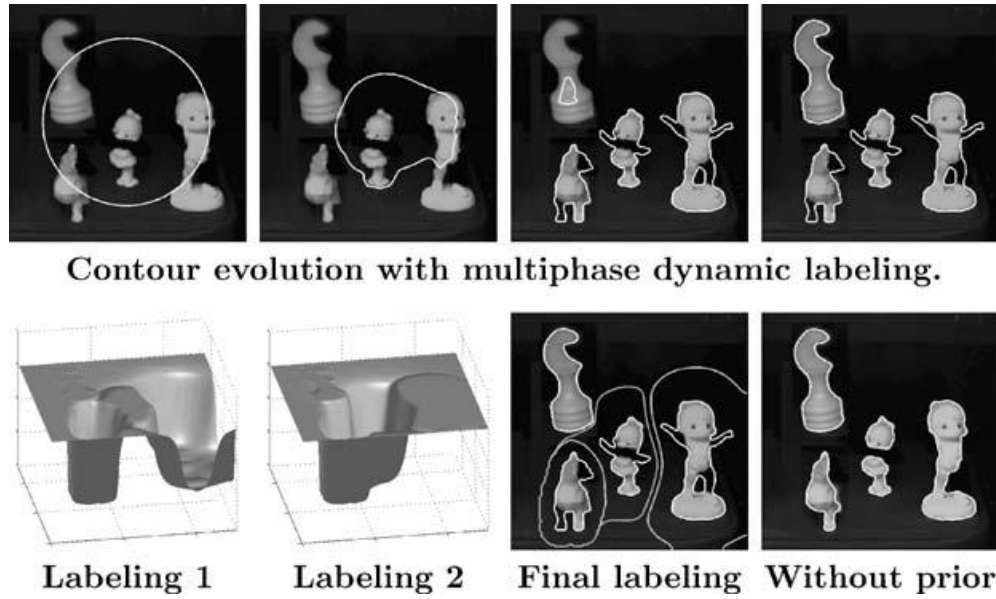 Contour evolution with multiphase dynamic labeling.
Labeling 1 Labeling 2 Final labeling Without prior